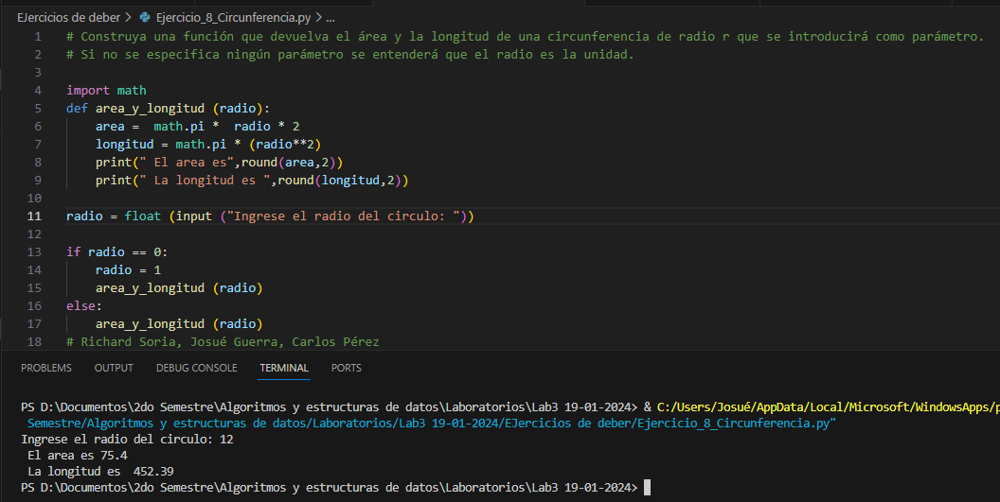 EJercicios de deber > Ejercicio_8_Circunferencia.py > ...
1 # Construya una función que devuelva el área y la longitud de una circunferencia de radio r que se introducirá como parámetro.
2 # Si no se especifica ningún parámetro se entenderá que el radio es la unidad.
3
4 import math
5 def area_y_longitud (radio):
6     area =  math.pi *  radio * 2
7     longitud = math.pi * (radio**2)
8     print(" El area es",round(area,2))
9     print(" La longitud es ",round(longitud,2))
10
11 radio = float (input ("Ingrese el radio del circulo: "))
12
13 if radio == 0:
14     radio = 1
15     area_y_longitud (radio)
16 else:
17     area_y_longitud (radio)
18 # Richard Soria, Josué Guerra, Carlos Pérez
PROBLEMS OUTPUT DEBUG CONSOLE TERMINAL PORTS
PS D:\Documentos\2do Semestre\Algoritmos y estructuras de datos\Laboratorios\Lab3 19-01-2024> & C:/Users/Josué/AppData/Local/Microsoft/WindowsApps/p
 Semestre/Algoritmos y estructuras de datos/Laboratorios/Lab3 19-01-2024/EJercicios de deber/Ejercicio_8_Circunferencia.py"
Ingrese el radio del circulo: 12
 El area es 75.4
 La longitud es  452.39
PS D:\Documentos\2do Semestre\Algoritmos y estructuras de datos\Laboratorios\Lab3 19-01-2024>